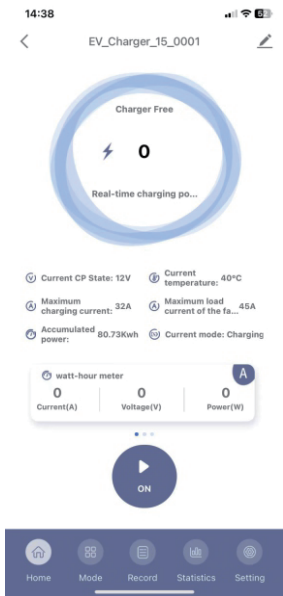 14:38
EV_Charger_15_0001
Charger Free
0
Real-time charging po...
Current CP State: 12V
Current
temperature: 40°C
Maximum
charging current: 32A
Maximum load
current of the fa... 45A
Accumulated
power: 80.73Kwh
Current mode: Charging
watt-hour meter
A
0 0 0
Current(A) Voltage(V) Power(W)
ON
Home Mode Record Statistics Setting